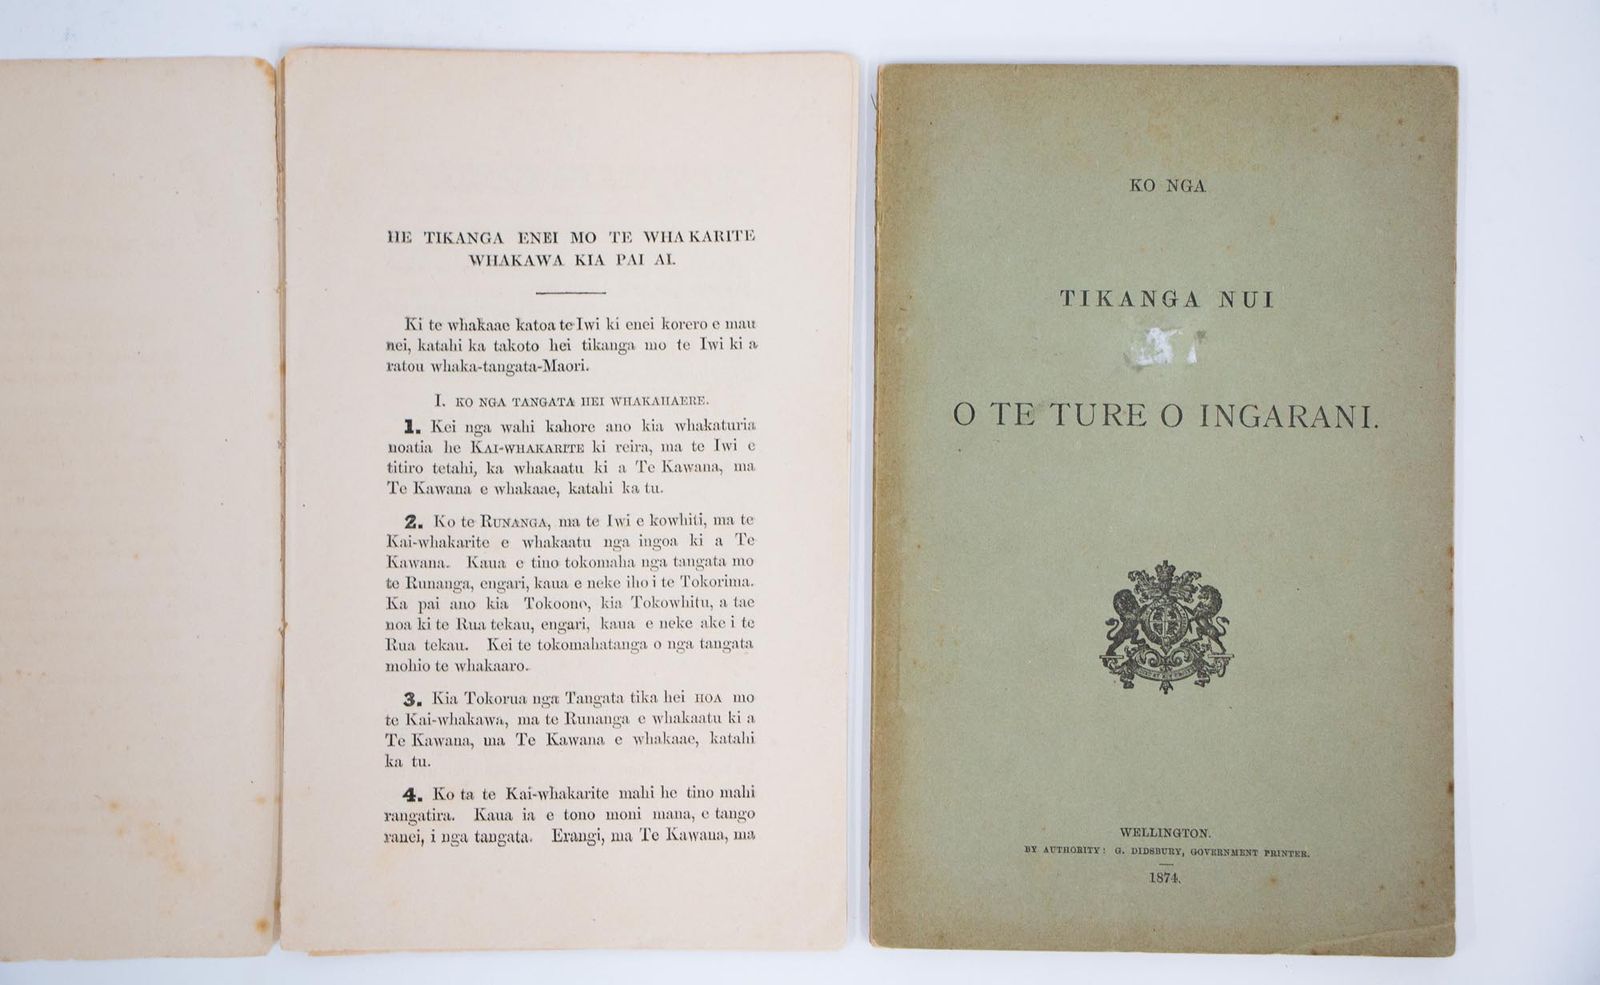 HE TIKANGA ENEI MO TE WHAKARITE
WHAKAWA KIA PAI AI.
Ki te whakaae katoa te Iwi ki enei korero e mau
nei, katahi ka takoto hei tikanga mo te Iwi ki a
ratou whaka-tangata-Maori.
I. KO NGA TANGATA HEI WHAKAHAERE.
1. Kei nga wahi kahore ano kia whakaturia
noatia he KAI-WHAKARITE ki reira, ma te Iwi e
titiro tetahi, ka whakaatu ki a Te Kawana, ma
Te Kawana e whakaae, katahi ka tu.
2. Ko te RUNANGA, ma te Iwi e kowhiti, ma te
Kai-whakarite e whakaatu nga ingoa ki a Te
Kawana. Kaua e tino tokomaha nga tangata mo
te Runanga, engari, kaua e neke iho i te Tokorima.
Ka pai ano kia Tokoono, kia Tokowhitu, a tae
noa ki te Rua tekau, engari, kaua e neke ake i te
Rua tekau. Kei te tokomahatanga o nga tangata
mohio te whakaaro.
3. Kia Tokorua nga Tangata tika hei HOA mo
te Kai-whakawa, ma te Runanga e whakaatu ki a
Te Kawana, ma Te Kawana e whakaae, katahi
ka tu.
4. Ko ta te Kai-whakarite mahi he tino mahi
rangatira. Kaua ia e tono moni mana, e tango
ranei, i nga tangata. Erangi, ma Te Kawana, ma
KO NGA
TIKANGA NUI
O TE TURE O INGARANI.
WELLINGTON.
BY AUTHORITY: G. DIDSBURY, GOVERNMENT PRINTER.
1874.